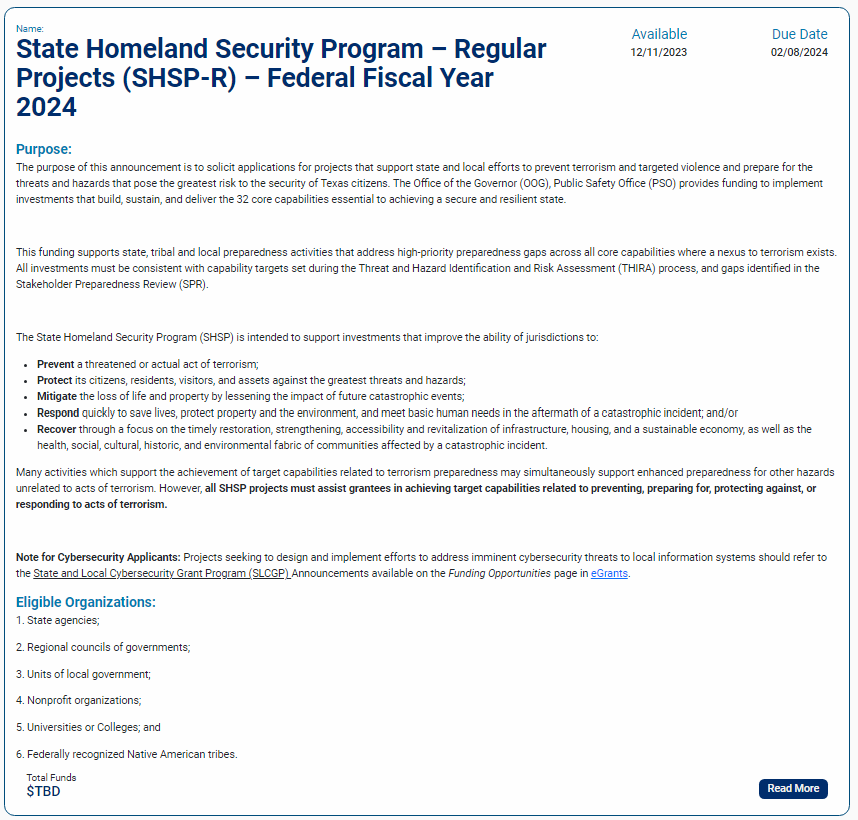 Name:
State Homeland Security Program – Regular
Projects (SHSP-R) – Federal Fiscal Year
2024
Available
12/11/2023
Due Date
02/08/2024
Purpose:
The purpose of this announcement is to solicit applications for projects that support state and local efforts to prevent terrorism and targeted violence and prepare for the
threats and hazards that pose the greatest risk to the security of Texas citizens. The Office of the Governor (OOG), Public Safety Office (PSO) provides funding to implement
investments that build, sustain, and deliver the 32 core capabilities essential to achieving a secure and resilient state.
This funding supports state, tribal and local preparedness activities that address high-priority preparedness gaps across all core capabilities where a nexus to terrorism exists.
All investments must be consistent with capability targets set during the Threat and Hazard Identification and Risk Assessment (THIRA) process, and gaps identified in the
Stakeholder Preparedness Review (SPR).
The State Homeland Security Program (SHSP) is intended to support investments that improve the ability of jurisdictions to:
• Prevent a threatened or actual act of terrorism;
• Protect its citizens, residents, visitors, and assets against the greatest threats and hazards;
• Mitigate the loss of life and property by lessening the impact of future catastrophic events;
• Respond quickly to save lives, protect property and the environment, and meet basic human needs in the aftermath of a catastrophic incident; and/or
• Recover through a focus on the timely restoration, strengthening, accessibility and revitalization of infrastructure, housing, and a sustainable economy, as well as the
health, social, cultural, historic, and environmental fabric of communities affected by a catastrophic incident.
Many activities which support the achievement of target capabilities related to terrorism preparedness may simultaneously support enhanced preparedness for other hazards
unrelated to acts of terrorism. However, all SHSP projects must assist grantees in achieving target capabilities related to preventing, preparing for, protecting against, or
responding to acts of terrorism.
Note for Cybersecurity Applicants: Projects seeking to design and implement efforts to address imminent cybersecurity threats to local information systems should refer to
the State and Local Cybersecurity Grant Program (SLCGP) Announcements available on the Funding Opportunities page in eGrants.
Eligible Organizations:
1. State agencies;
2. Regional councils of governments;
3. Units of local government;
4. Nonprofit organizations;
5. Universities or Colleges; and
6. Federally recognized Native American tribes.
Total Funds
$TBD
Read More